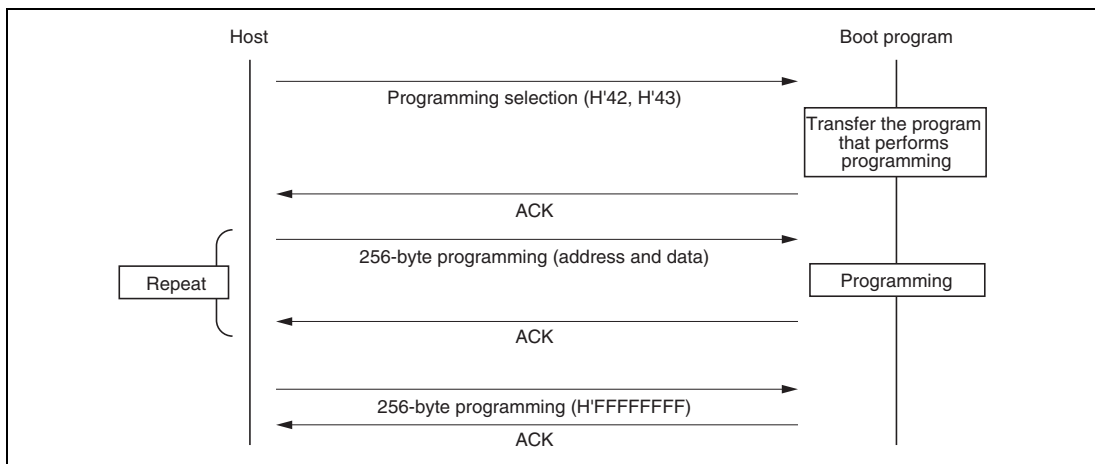 Host
Boot program
Programming selection (H'42, H'43)
Transfer the program
that performs
programming
ACK
256-byte programming (address and data)
Repeat
Programming
ACK
256-byte programming (H'FFFFFFFF)
ACK